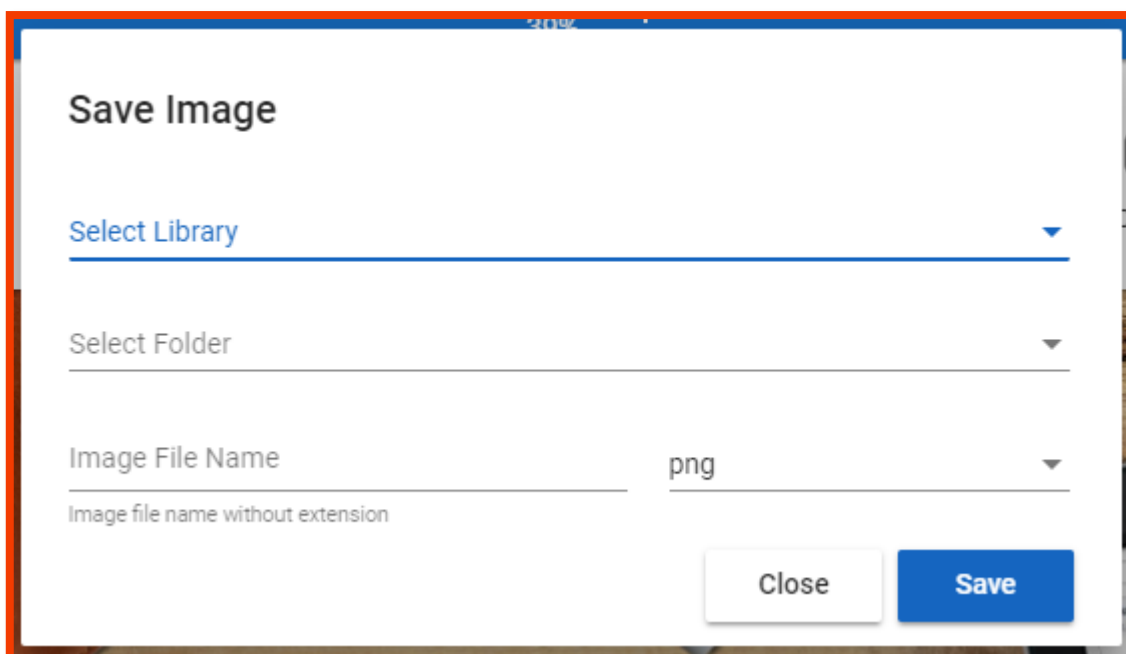 Save Image
Select Library
Select Folder
Image File Name
png
Image file name without extension
Close
Save